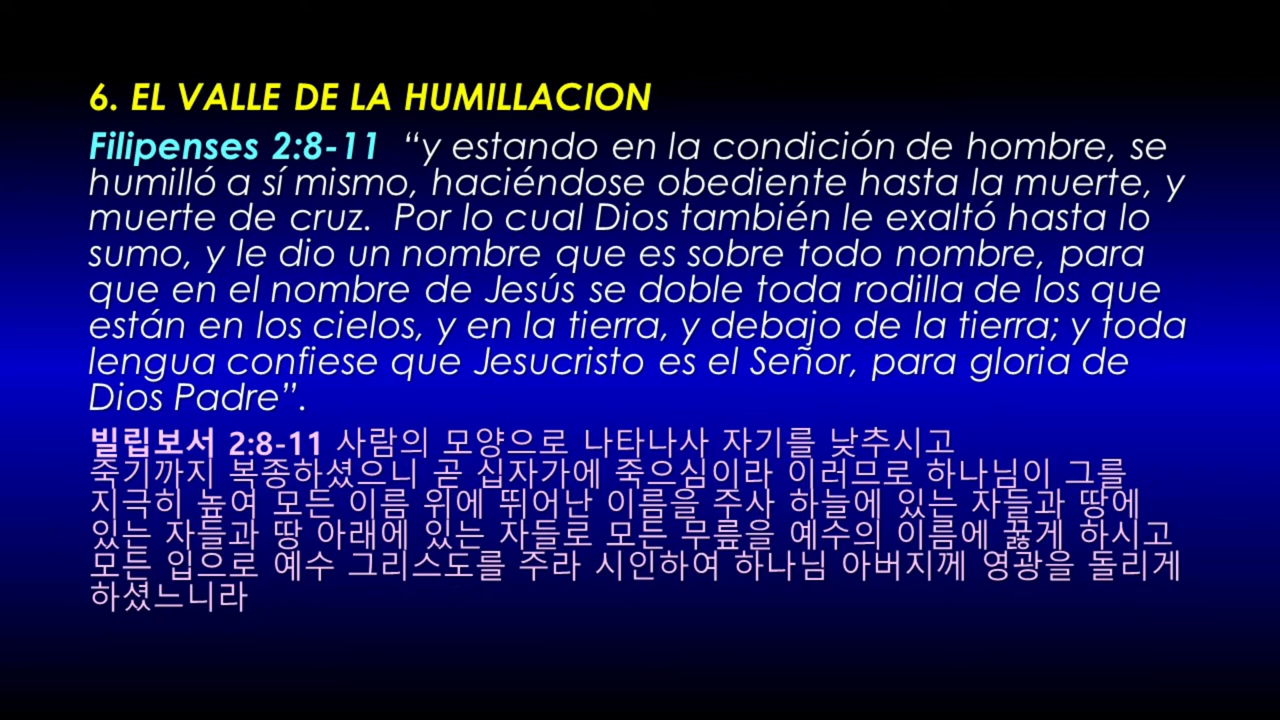 6. EL VALLE DE LA HUMILLACION
Filipenses 2:8-11 “y estando en la condición de hombre, se
humilló a sí mismo, haciéndose obediente hasta la muerte, y
muerte de cruz. Por lo cual Dios también le exaltó hasta lo
sumo, y le dio un nombre que es sobre todo nombre, para
que en el nombre de Jesús se doble toda rodilla de los que
están en los cielos, y en la tierra, y debajo de la tierra; y toda
lengua confiese que Jesucristo es el Señor, para gloria de
Dios Padre”.
빌립보서 2:8-11 사람의 모양으로 나타나사 자기를 낮추시고
죽기까지 복종하셨으니 곧 십자가에 죽으심이라 이러므로 하나님이 그를
지극히 높여 모든 이름 위에 뛰어난 이름을 주사 하늘에 있는 자들과 땅에
있는 자들과 땅 아래에 있는 자들로 모든 무릎을 예수의 이름에 꿇게 하시고
모든 입으로 예수 그리스도를 주라 시인하여 하나님 아버지께 영광을 돌리게
하셨느니라